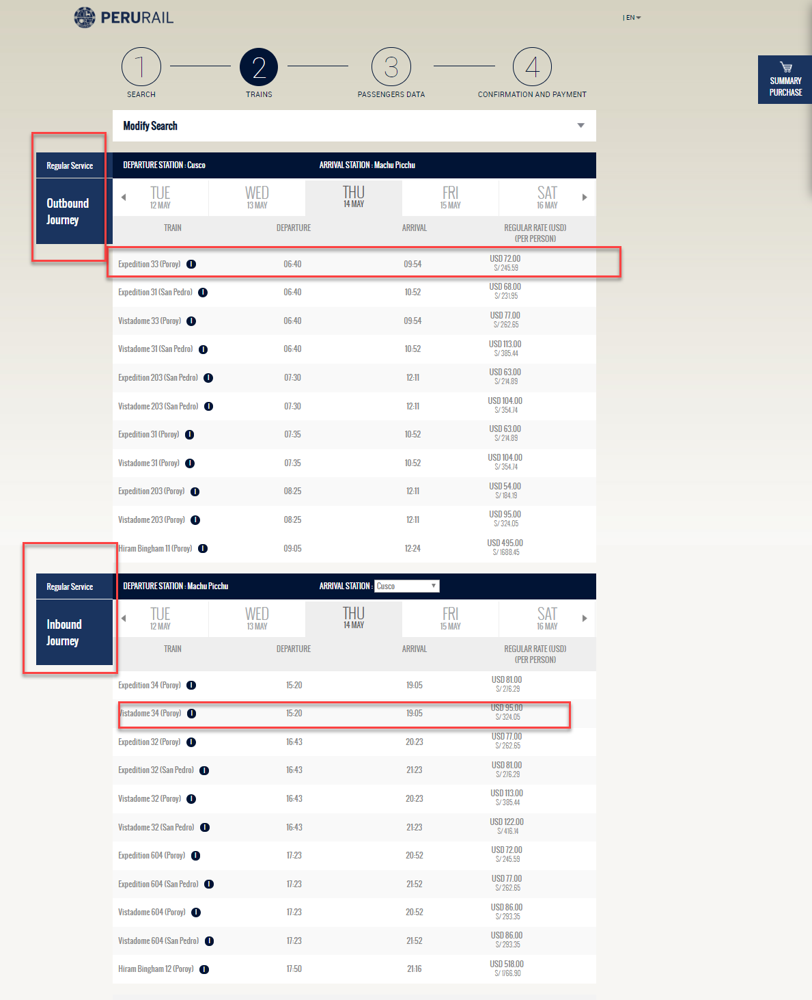 PERURAIL
| EN
1
2
3
4
SEARCH
TRAINS
PASSENGERS DATA
CONFIRMATION AND PAYMENT
SUMMARY
PURCHASE
Modify Search
Regular Service
Outbound
Journey
DEPARTURE STATION : Cusco ARRIVAL STATION : Machu Picchu
TUE WED THU FRI SAT
12 MAY 13 MAY 14 MAY 15 MAY 16 MAY
TRAIN DEPARTURE ARRIVAL REGULAR RATE (USD)
(PER PERSON)
Expedition 33 (Poroy) I 06:40 09:54 USD 72.00
S/ 245.59
Expedition 31 (San Pedro) I 06:40 10:52 USD 68.00
S/ 231.95
Vistadome 33 (Poroy) I 06:40 09:54 USD 77.00
S/ 262.65
Vistadome 31 (San Pedro) I 06:40 10:52 USD 113.00
S/ 385.44
Expedition 203 (San Pedro) I 07:30 12:11 USD 63.00
S/ 214.89
Vistadome 203 (San Pedro) I 07:30 12:11 USD 104.00
S/ 354.74
Expedition 31 (Poroy) I 07:35 10:52 USD 63.00
S/ 214.89
Vistadome 31 (Poroy) I 07:35 10:52 USD 104.00
S/ 354.74
Expedition 203 (Poroy) I 08:25 12:11 USD 54.00
S/ 184.19
Vistadome 203 (Poroy) I 08:25 12:11 USD 95.00
S/ 324.05
Hiram Bingham 11 (Poroy) I 09:05 12:24 USD 495.00
S/ 1688.45
Regular Service
Inbound
Journey
DEPARTURE STATION : Machu Picchu ARRIVAL STATION : Cusco
TUE WED THU FRI SAT
12 MAY 13 MAY 14 MAY 15 MAY 16 MAY
TRAIN DEPARTURE ARRIVAL REGULAR RATE (USD)
(PER PERSON)
Expedition 34 (Poroy) I 15:20 19:05 USD 81.00
S/ 276.29
Vistadome 34 (Poroy) I 15:20 19:05 USD 95.00
S/ 324.05
Expedition 32 (Poroy) I 16:43 20:23 USD 77.00
S/ 262.65
Expedition 32 (San Pedro) I 16:43 21:23 USD 81.00
S/ 276.29
Vistadome 32 (Poroy) I 16:43 20:23 USD 113.00
S/ 385.44
Vistadome 32 (San Pedro) I 16:43 21:23 USD 122.00
S/ 416.14
Expedition 604 (Poroy) I 17:23 20:52 USD 72.00
S/ 245.59
Expedition 604 (San Pedro) I 17:23 21:52 USD 77.00
S/ 262.65
Vistadome 604 (Poroy) I 17:23 20:52 USD 86.00
S/ 293.35
Vistadome 604 (San Pedro) I 17:23 21:52 USD 86.00
S/ 293.35
Hiram Bingham 12 (Poroy) I 17:50 21:16 USD 518.00
S/ 1766.90